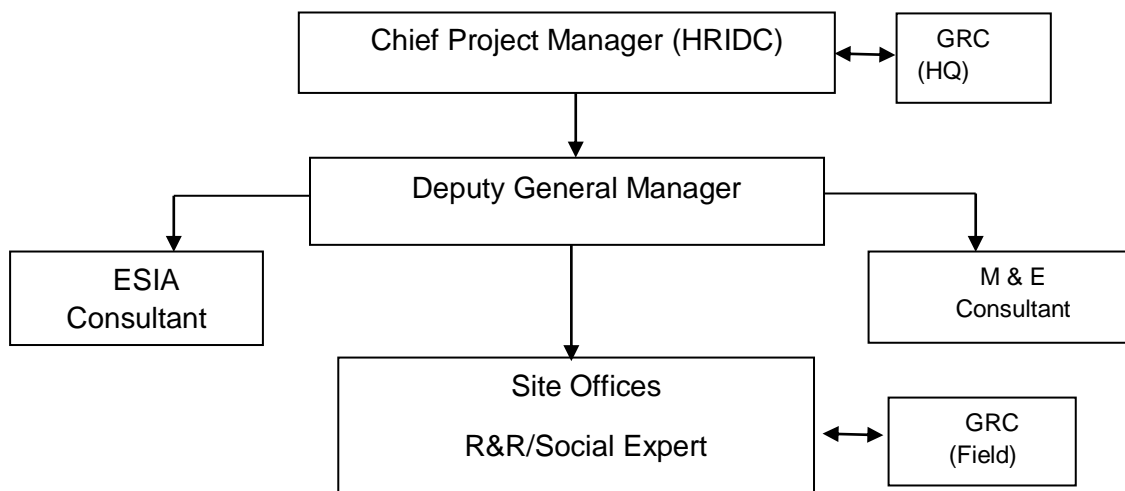 Chief Project Manager (HRIDC)
GRC
(HQ)
Deputy General Manager
ESIA
Consultant
M & E
Consultant
Site Offices
R&R/Social Expert
GRC
(Field)